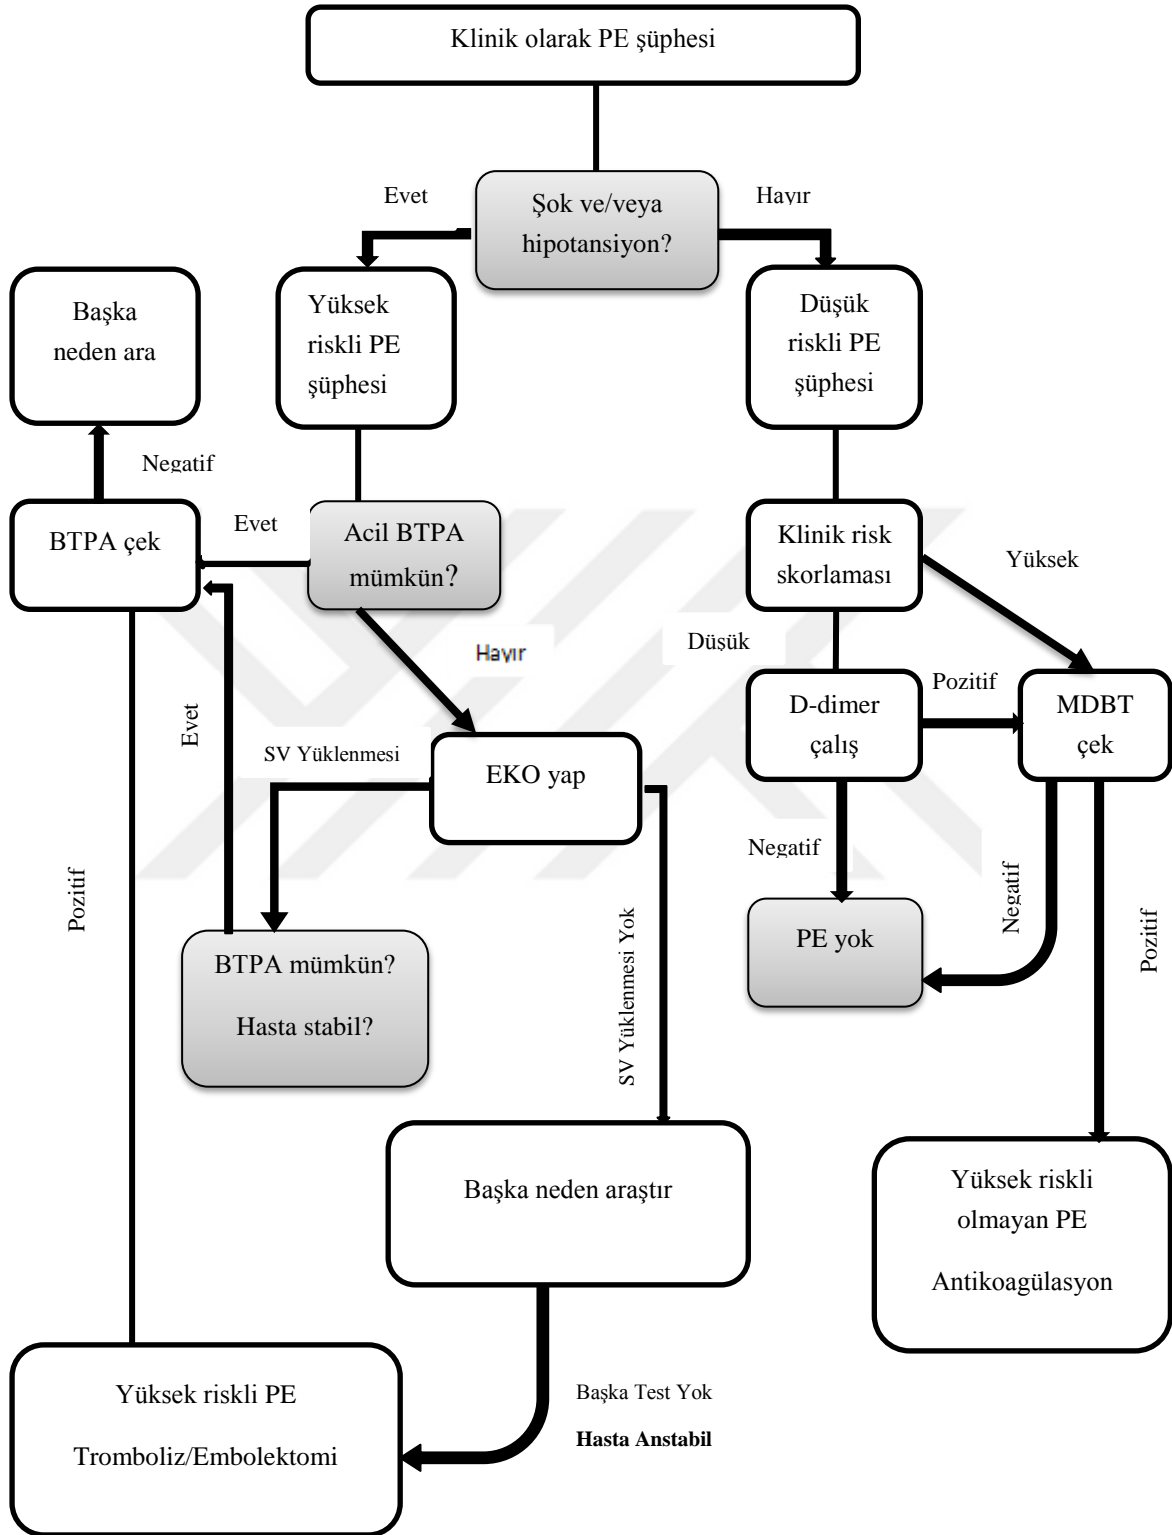 Klinik olarak PE şüphesi
Evet
Şok ve/veya
hipotansiyon?
Hayır
Başka
neden ara
Yüksek
riskli PE
şüphesi
Düşük
riskli PE
şüphesi
Negatif
BTPA çek
Evet
Acil BTPA
mümkün?
Klinik risk
skorlaması
Yüksek
Hayır
Düşük
Evet
SV Yüklenmesi
EKO yap
D-dimer
çalış
Pozitif
MDBT
çek
Negatif
Negatif
Pozitif
Pozitif
BTPA mümkün?
Hasta stabil?
SV Yüklenmesi Yok
PE yok
Başka neden araştır
Yüksek riskli
olmayan PE
Antikoagülasyon
Yüksek riskli PE
Tromboliz/Embolektomi
Başka Test Yok
Hasta Anstabil